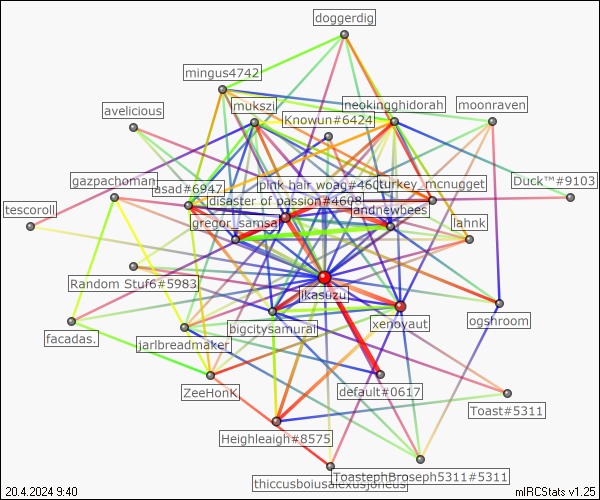 doggerdig
mingus4742
mukszi
neokingghidorah
moonraven
avelicious
Knowun#6424
gazpachoman
asad#6947
pink hair woag#460
turkey_mcnugget
Duck™#9103
disaster of passion#4608
tescoroll
gregor_samsa
landnewbees
lahnk
Random Stuf6#5983
ikasuzu
facadas.
jarlbreadmaker
bigcitysamurai
xenoyaut
ogshroom
ZeeHonK
default#0617
Toast#5311
Heighleaigh#8575
ToastephBroseph5311#5311
thiccusboiusalexusjoneus
20.4.2024 9:40
mIRCStats v1.25